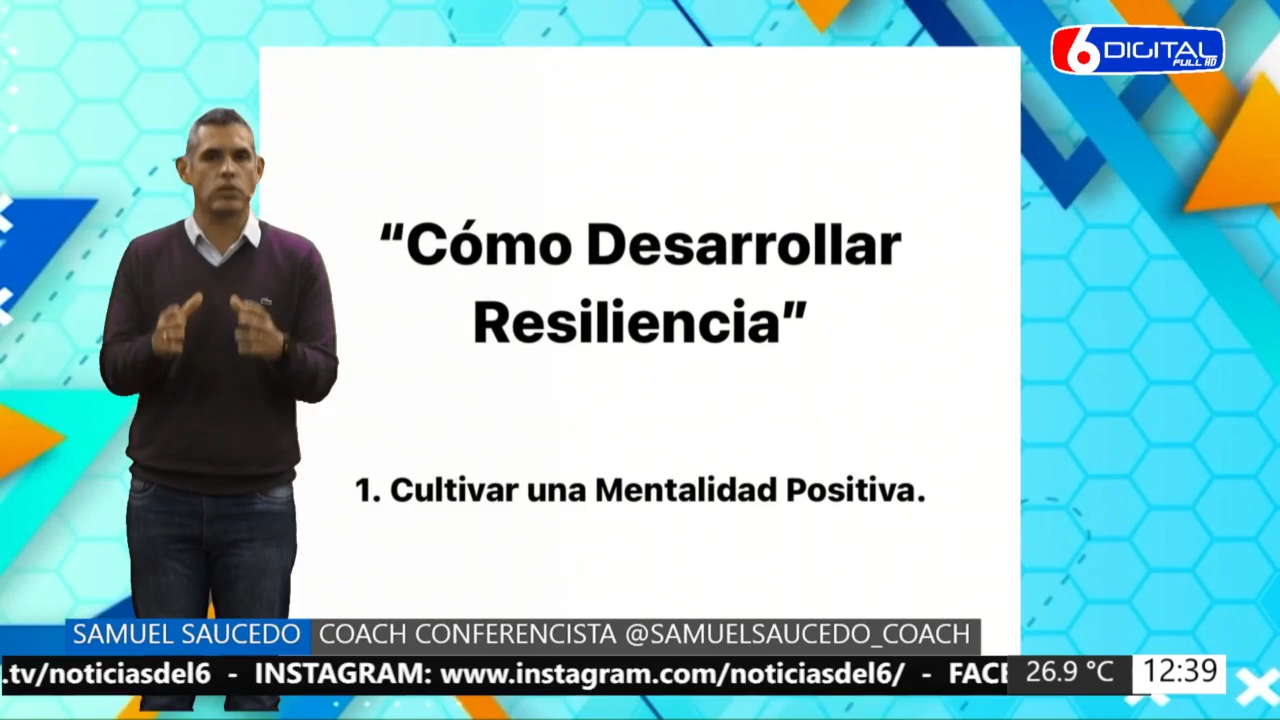 6 DIGITAL
FULL HD
“Cómo Desarrollar
Resiliencia”
1. Cultivar una Mentalidad Positiva.
SAMUEL SAUCEDO COACH CONFERENCISTA @SAMUELSAUCEDO_COACH
.tv/noticiasdel6 - INSTAGRAM: www.instagram.com/noticiasdel6/ - FACE 26.9 °C 12:39